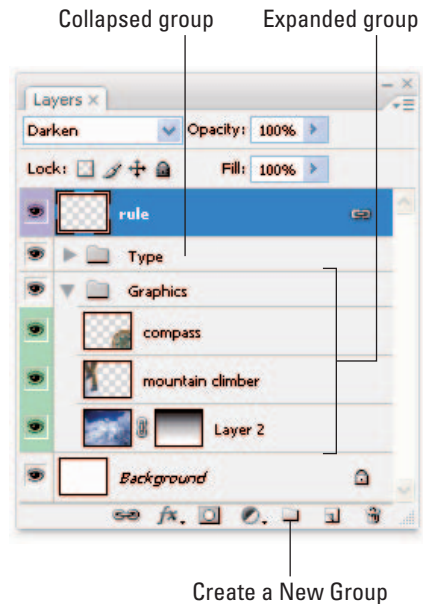 Collapsed group Expanded group
Layers ×
Darken Opacity: 100%
Lock: Fill: 100%
rule
Type
Graphics
compass
mountain climber
Layer 2
Background
fx.
Create a New Group